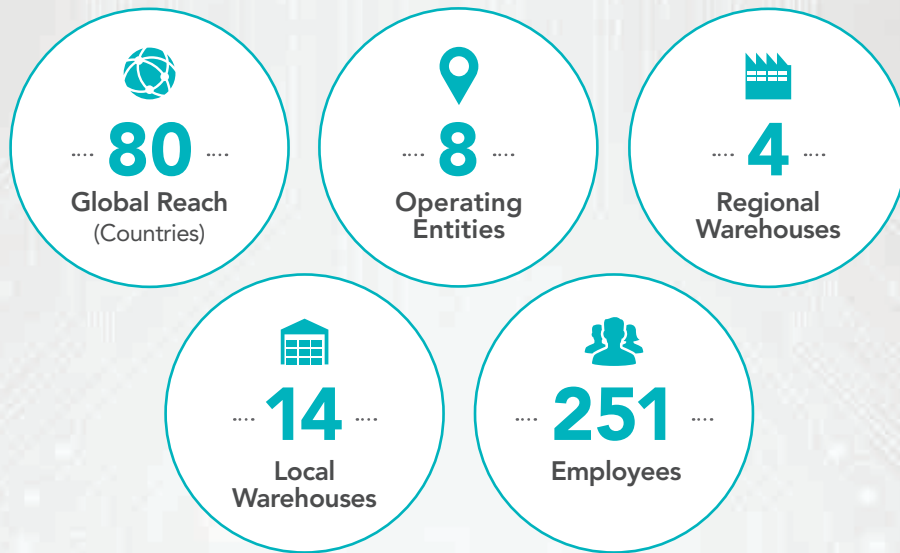 80
Global Reach
(Countries)
8
Operating
Entities
4
Regional
Warehouses
14
Local
Warehouses
251
Employees